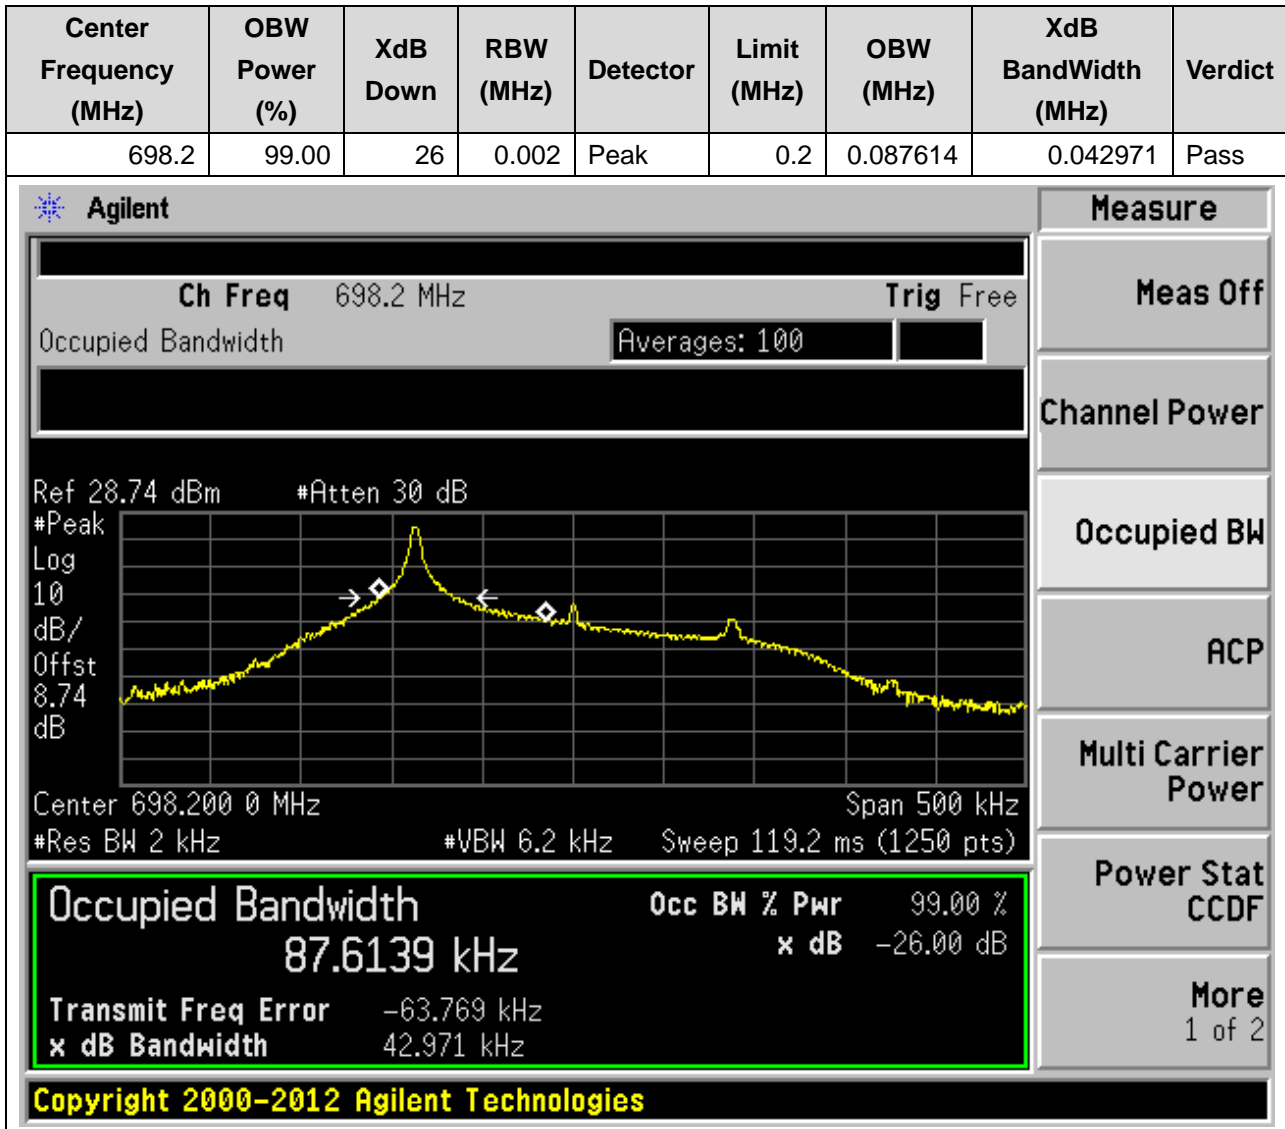 Center Frequency (MHz) OBW Power (%) XdB Down RBW (MHz) Detector Limit (MHz) OBW (MHz) XdB BandWidth (MHz) Verdict
698.2 99.00 26 0.002 Peak 0.2 0.087614 0.042971 Pass
Agilent
Measure
Ch Freq 698.2 MHz Trig Free
Meas Off
Occupied Bandwidth Averages: 100
Channel Power
Ref 28.74 dBm #Atten 30 dB
#Peak
Log
10
dB/
Offst
8.74
dB
Occupied BW
ACP
Multi Carrier
Power
Center 698.200 0 MHz Span 500 kHz
#Res BW 2 kHz #VBW 6.2 kHz Sweep 119.2 ms (1250 pts)
Power Stat
CCDF
Occupied Bandwidth Occ BW % Pwr 99.00 %
87.6139 kHz x dB -26.00 dB
Transmit Freq Error -63.769 kHz
x dB Bandwidth 42.971 kHz
More
1 of 2
Copyright 2000-2012 Agilent Technologies